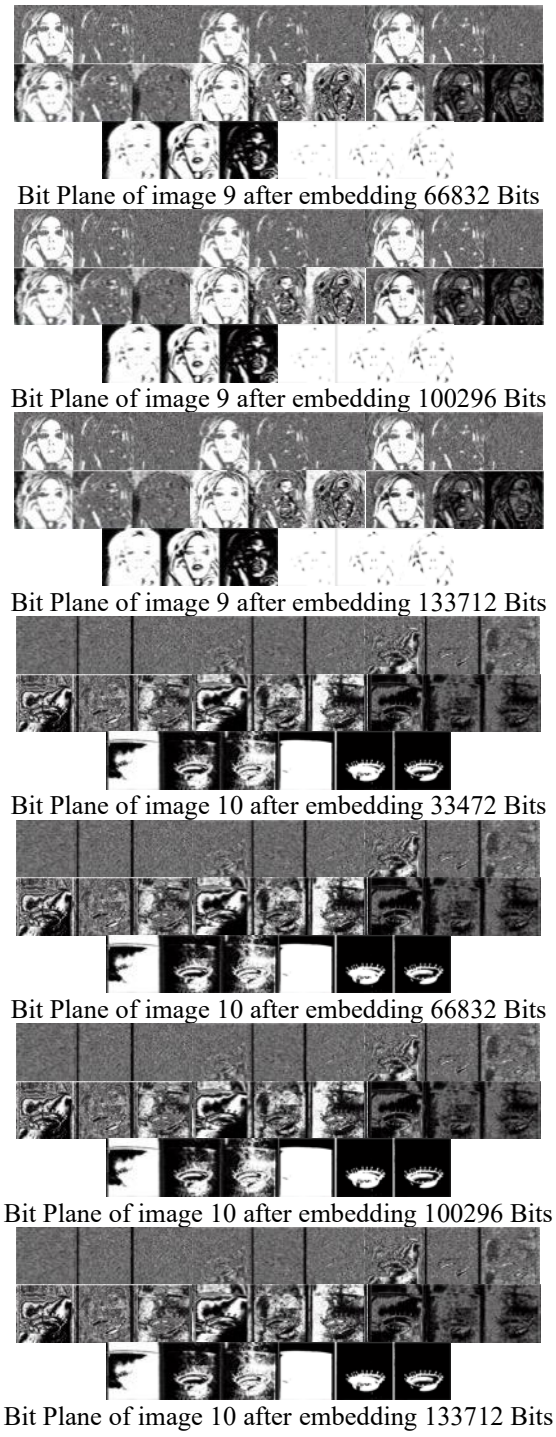 Bit Plane of image 9 after embedding 66832 Bits
Bit Plane of image 9 after embedding 100296 Bits
Bit Plane of image 9 after embedding 133712 Bits
Bit Plane of image 10 after embedding 33472 Bits
Bit Plane of image 10 after embedding 66832 Bits
Bit Plane of image 10 after embedding 100296 Bits
Bit Plane of image 10 after embedding 133712 Bits